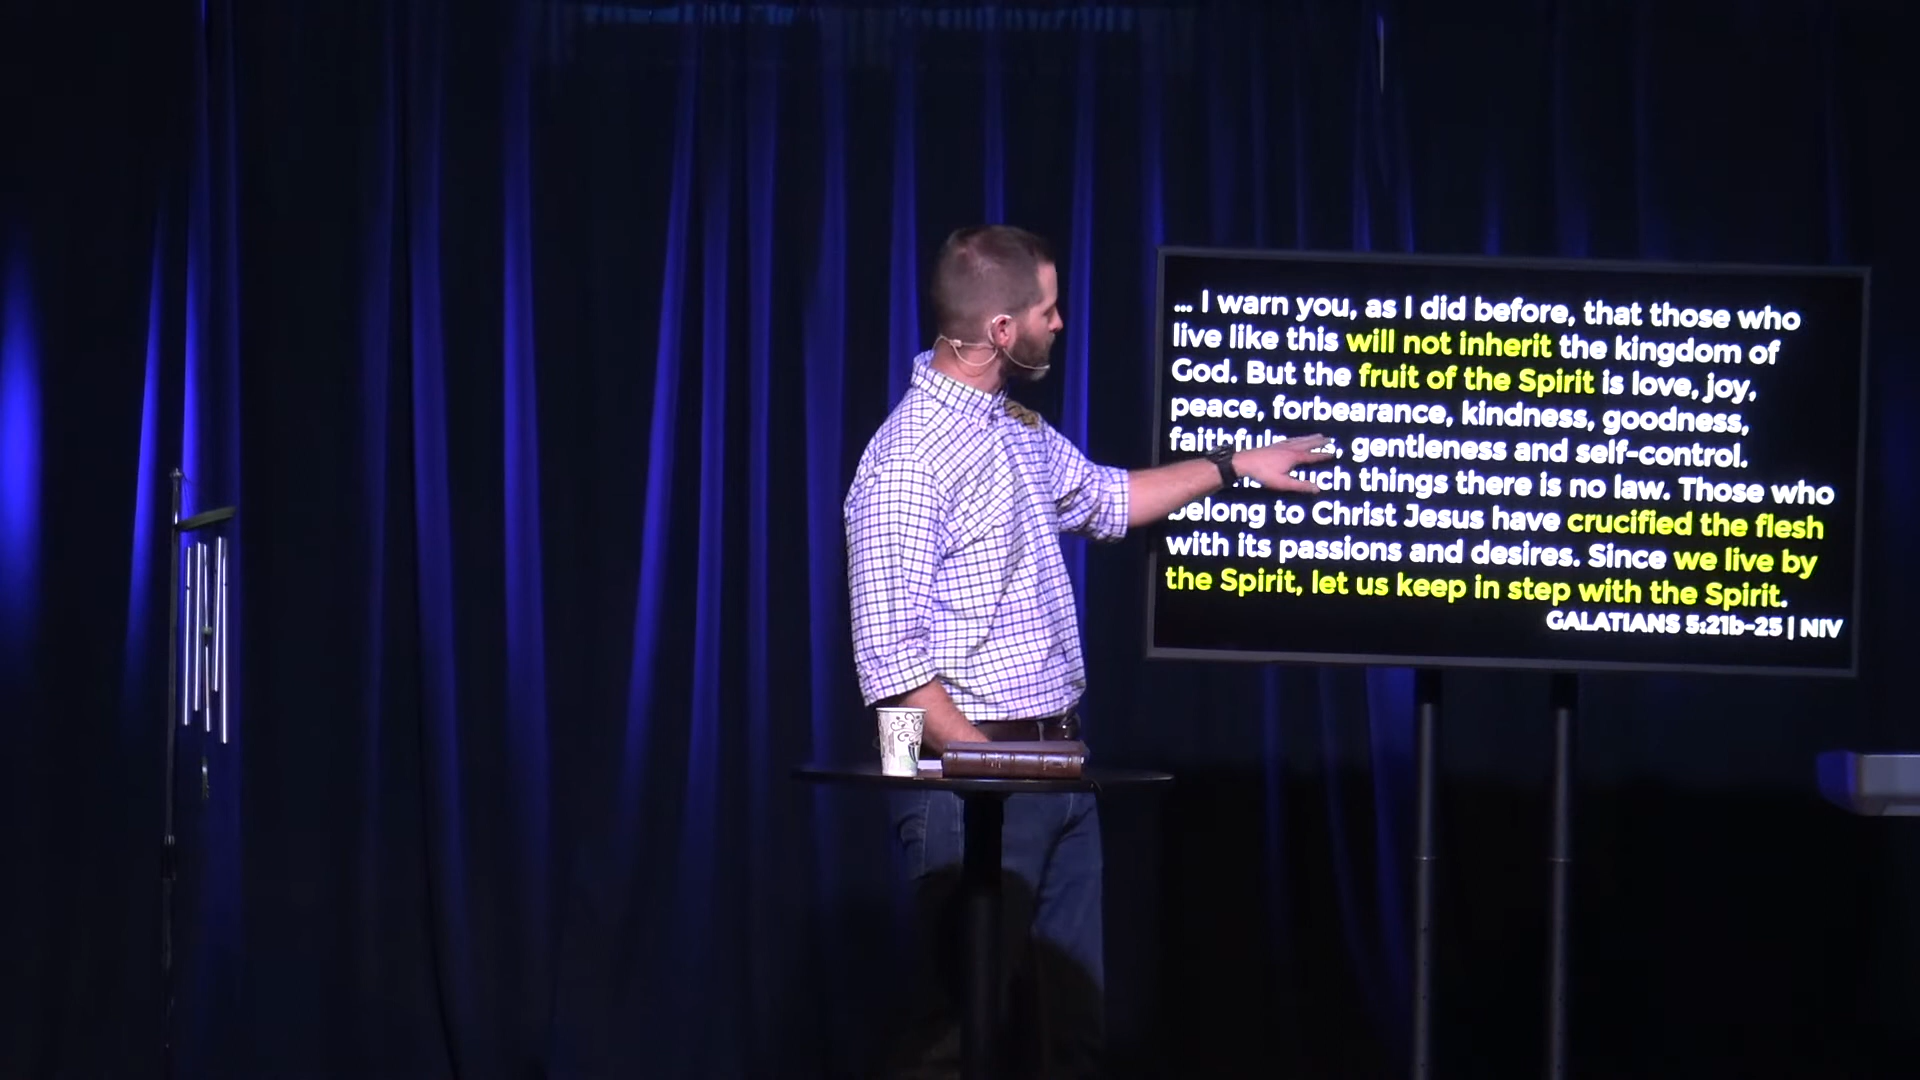 ... I warn you, as I did before, that those who
live like this will not inherit the kingdom of
God. But the fruit of the Spirit is love, joy,
peace, forbearance, kindness, goodness,
gentleness and self-control.
such things there is no law. Those who
belong to Christ Jesus have crucified the flesh
with its passions and desires. Since we live by
the Spirit, let us keep in step with the Spirit.
GALATIANS 5:21b-25 | NIV